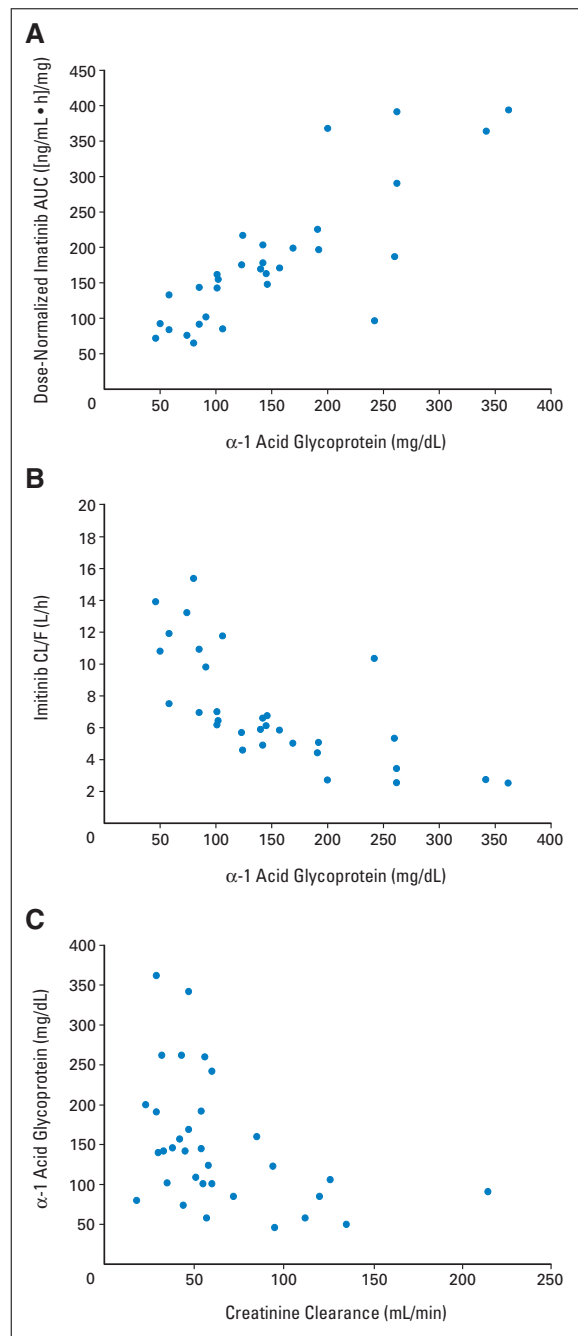 A
450
400
350
300
250
200
150
100
50
0
50 100 150 200 250 300 350 400
Dose-Normalized Imatinib AUC ([ng/mL • h]/mg)
α-1 Acid Glycoprotein (mg/dL)
B
20
18
16
14
12
10
8
6
4
2
0
50 100 150 200 250 300 350 400
Imitinib CL/F (L/h)
α-1 Acid Glycoprotein (mg/dL)
C
400
350
300
250
200
150
100
50
0
50 100 150 200 250
α-1 Acid Glycoprotein (mg/dL)
Creatinine Clearance (mL/min)